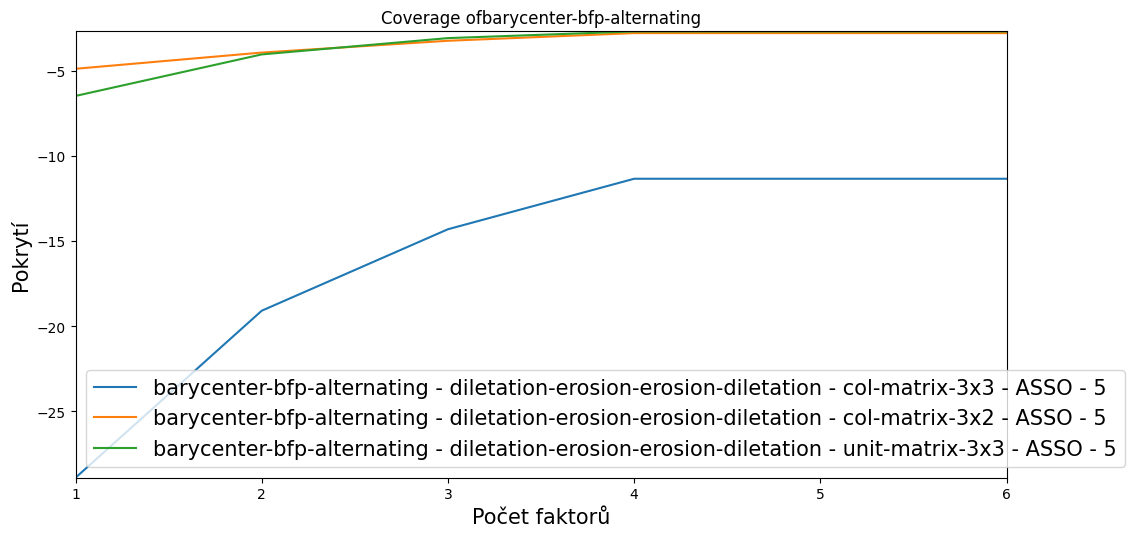 Coverage ofbarycenter-bfp-alternating
Pokrytí
−5
−10
−15
−20
−25
barycenter-bfp-alternating - diletation-erosion-erosion-diletation - col-matrix-3x3 - ASSO - 5
barycenter-bfp-alternating - diletation-erosion-erosion-diletation - col-matrix-3x2 - ASSO - 5
barycenter-bfp-alternating - diletation-erosion-erosion-diletation - unit-matrix-3x3 - ASSO - 5
1 2 3 4 5 6
Počet faktorů